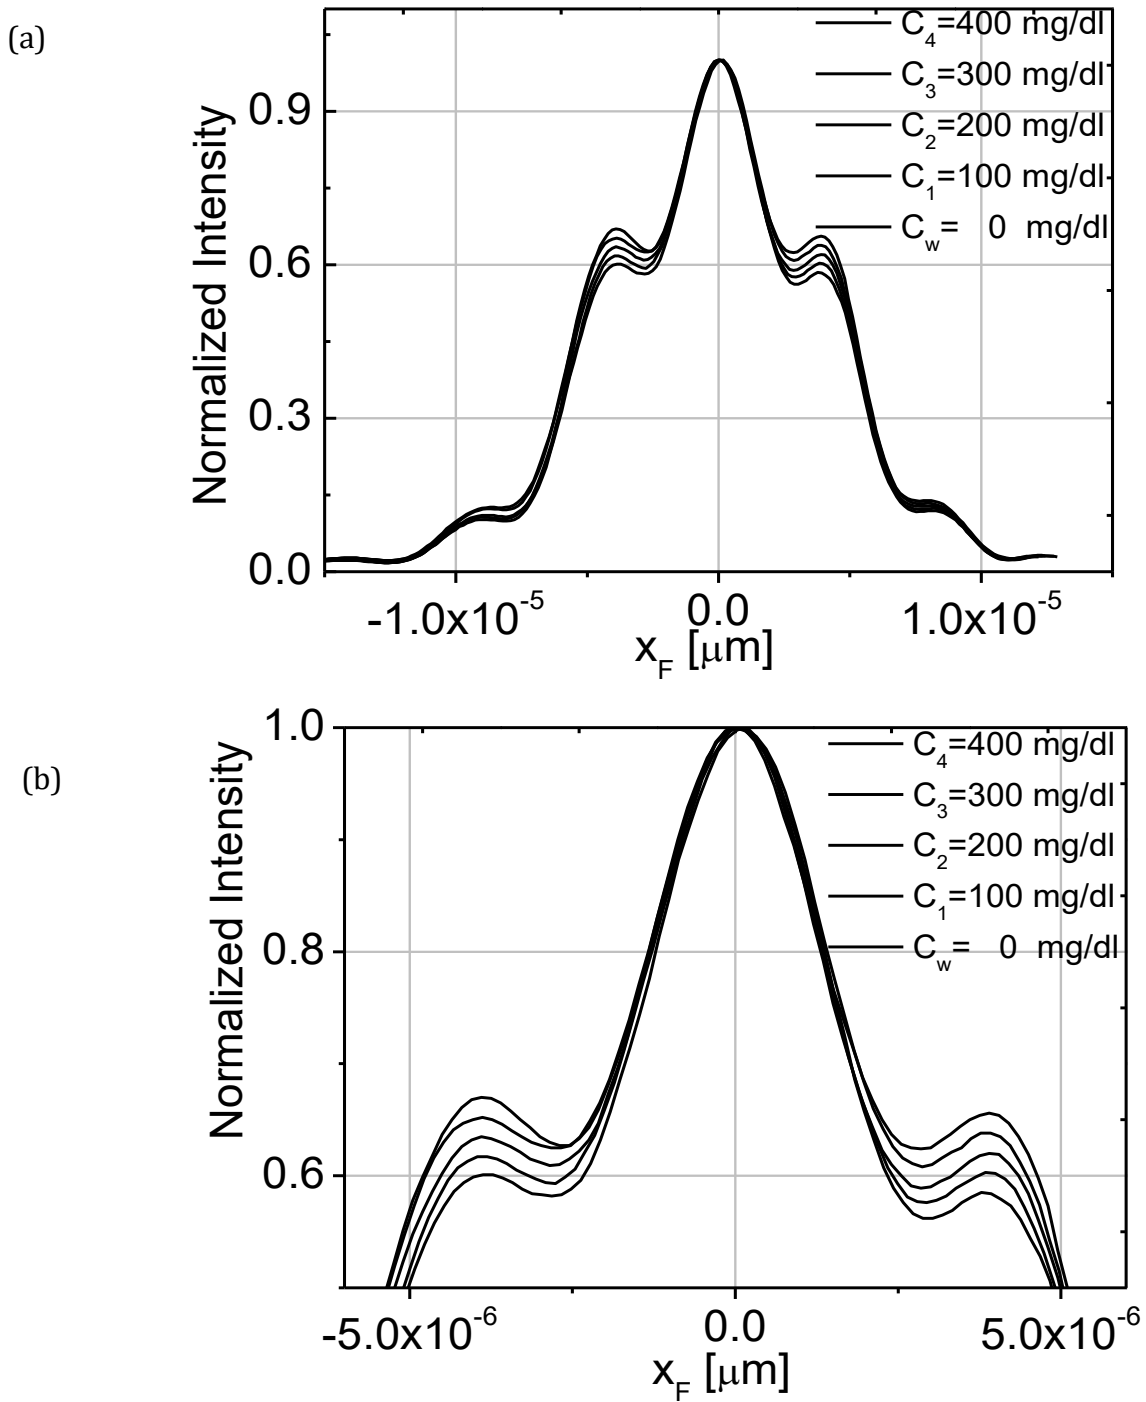 (a)
C4=400 mg/dl
C3=300 mg/dl
C2=200 mg/dl
C1=100 mg/dl
Cw= 0 mg/dl
Normalized Intensity
0.9
0.6
0.3
0.0
-1.0x10-5
0.0
1.0x10-5
xF [μm]
(b)
C4=400 mg/dl
C3=300 mg/dl
C2=200 mg/dl
C1=100 mg/dl
Cw= 0 mg/dl
Normalized Intensity
1.0
0.8
0.6
-5.0x10-6
0.0
5.0x10-6
xF [μm]